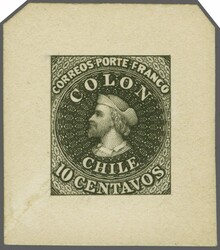 CORREOS PORTE FRANCO
COLON
CHILE
10 CENTAVOS